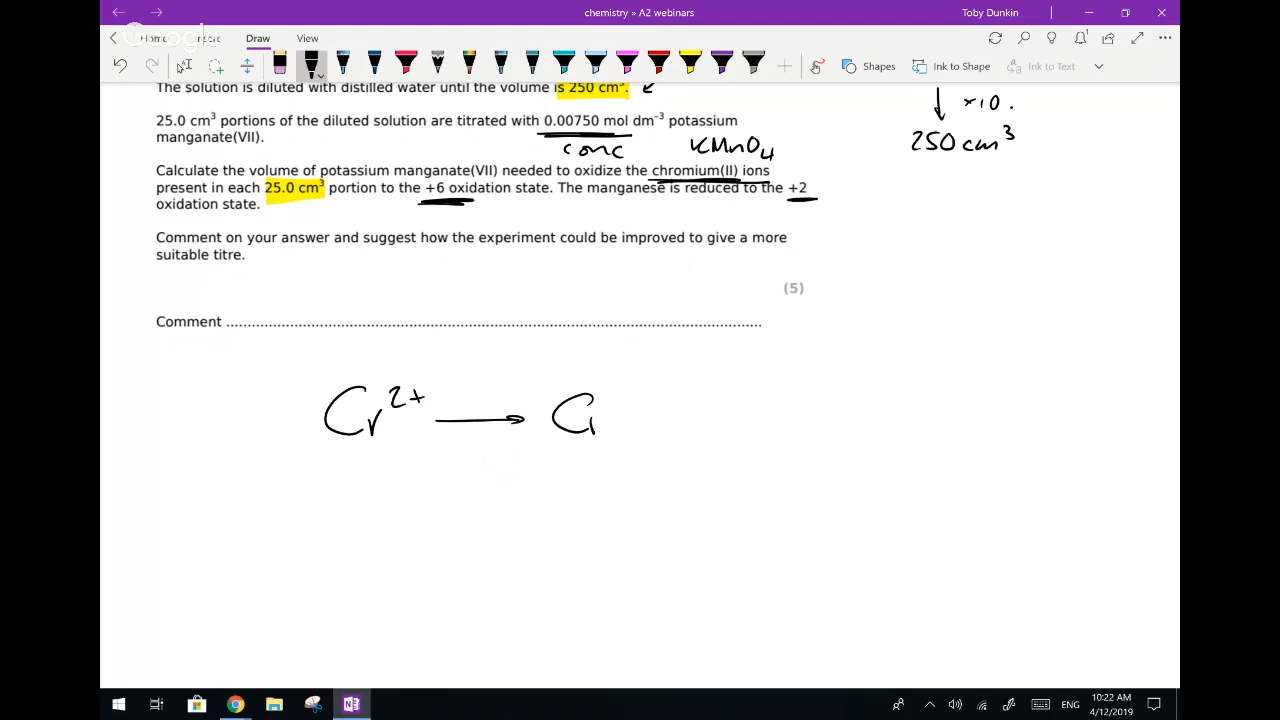 chemistry » A2 webinars
Toby Dunkin
Google
Home
Insert
Draw
View
Shapes
Ink to Shape
Ink to Text
Ink to Math
The solution is diluted with distilled water until the volume is 250 cm³.
×10.
250 cm³
25.0 cm³ portions of the diluted solution are titrated with 0.00750 mol dm⁻³ potassium
manganate(VII).
conc
KMnO₄
Calculate the volume of potassium manganate(VII) needed to oxidize the chromium(II) ions
present in each 25.0 cm³ portion to the +6 oxidation state. The manganese is reduced to the +2
oxidation state.
Comment on your answer and suggest how the experiment could be improved to give a more
suitable titre.
(5)
Comment ....................................................................................................................
Cr²⁺ → Cr
ENG
10:22 AM
4/12/2019